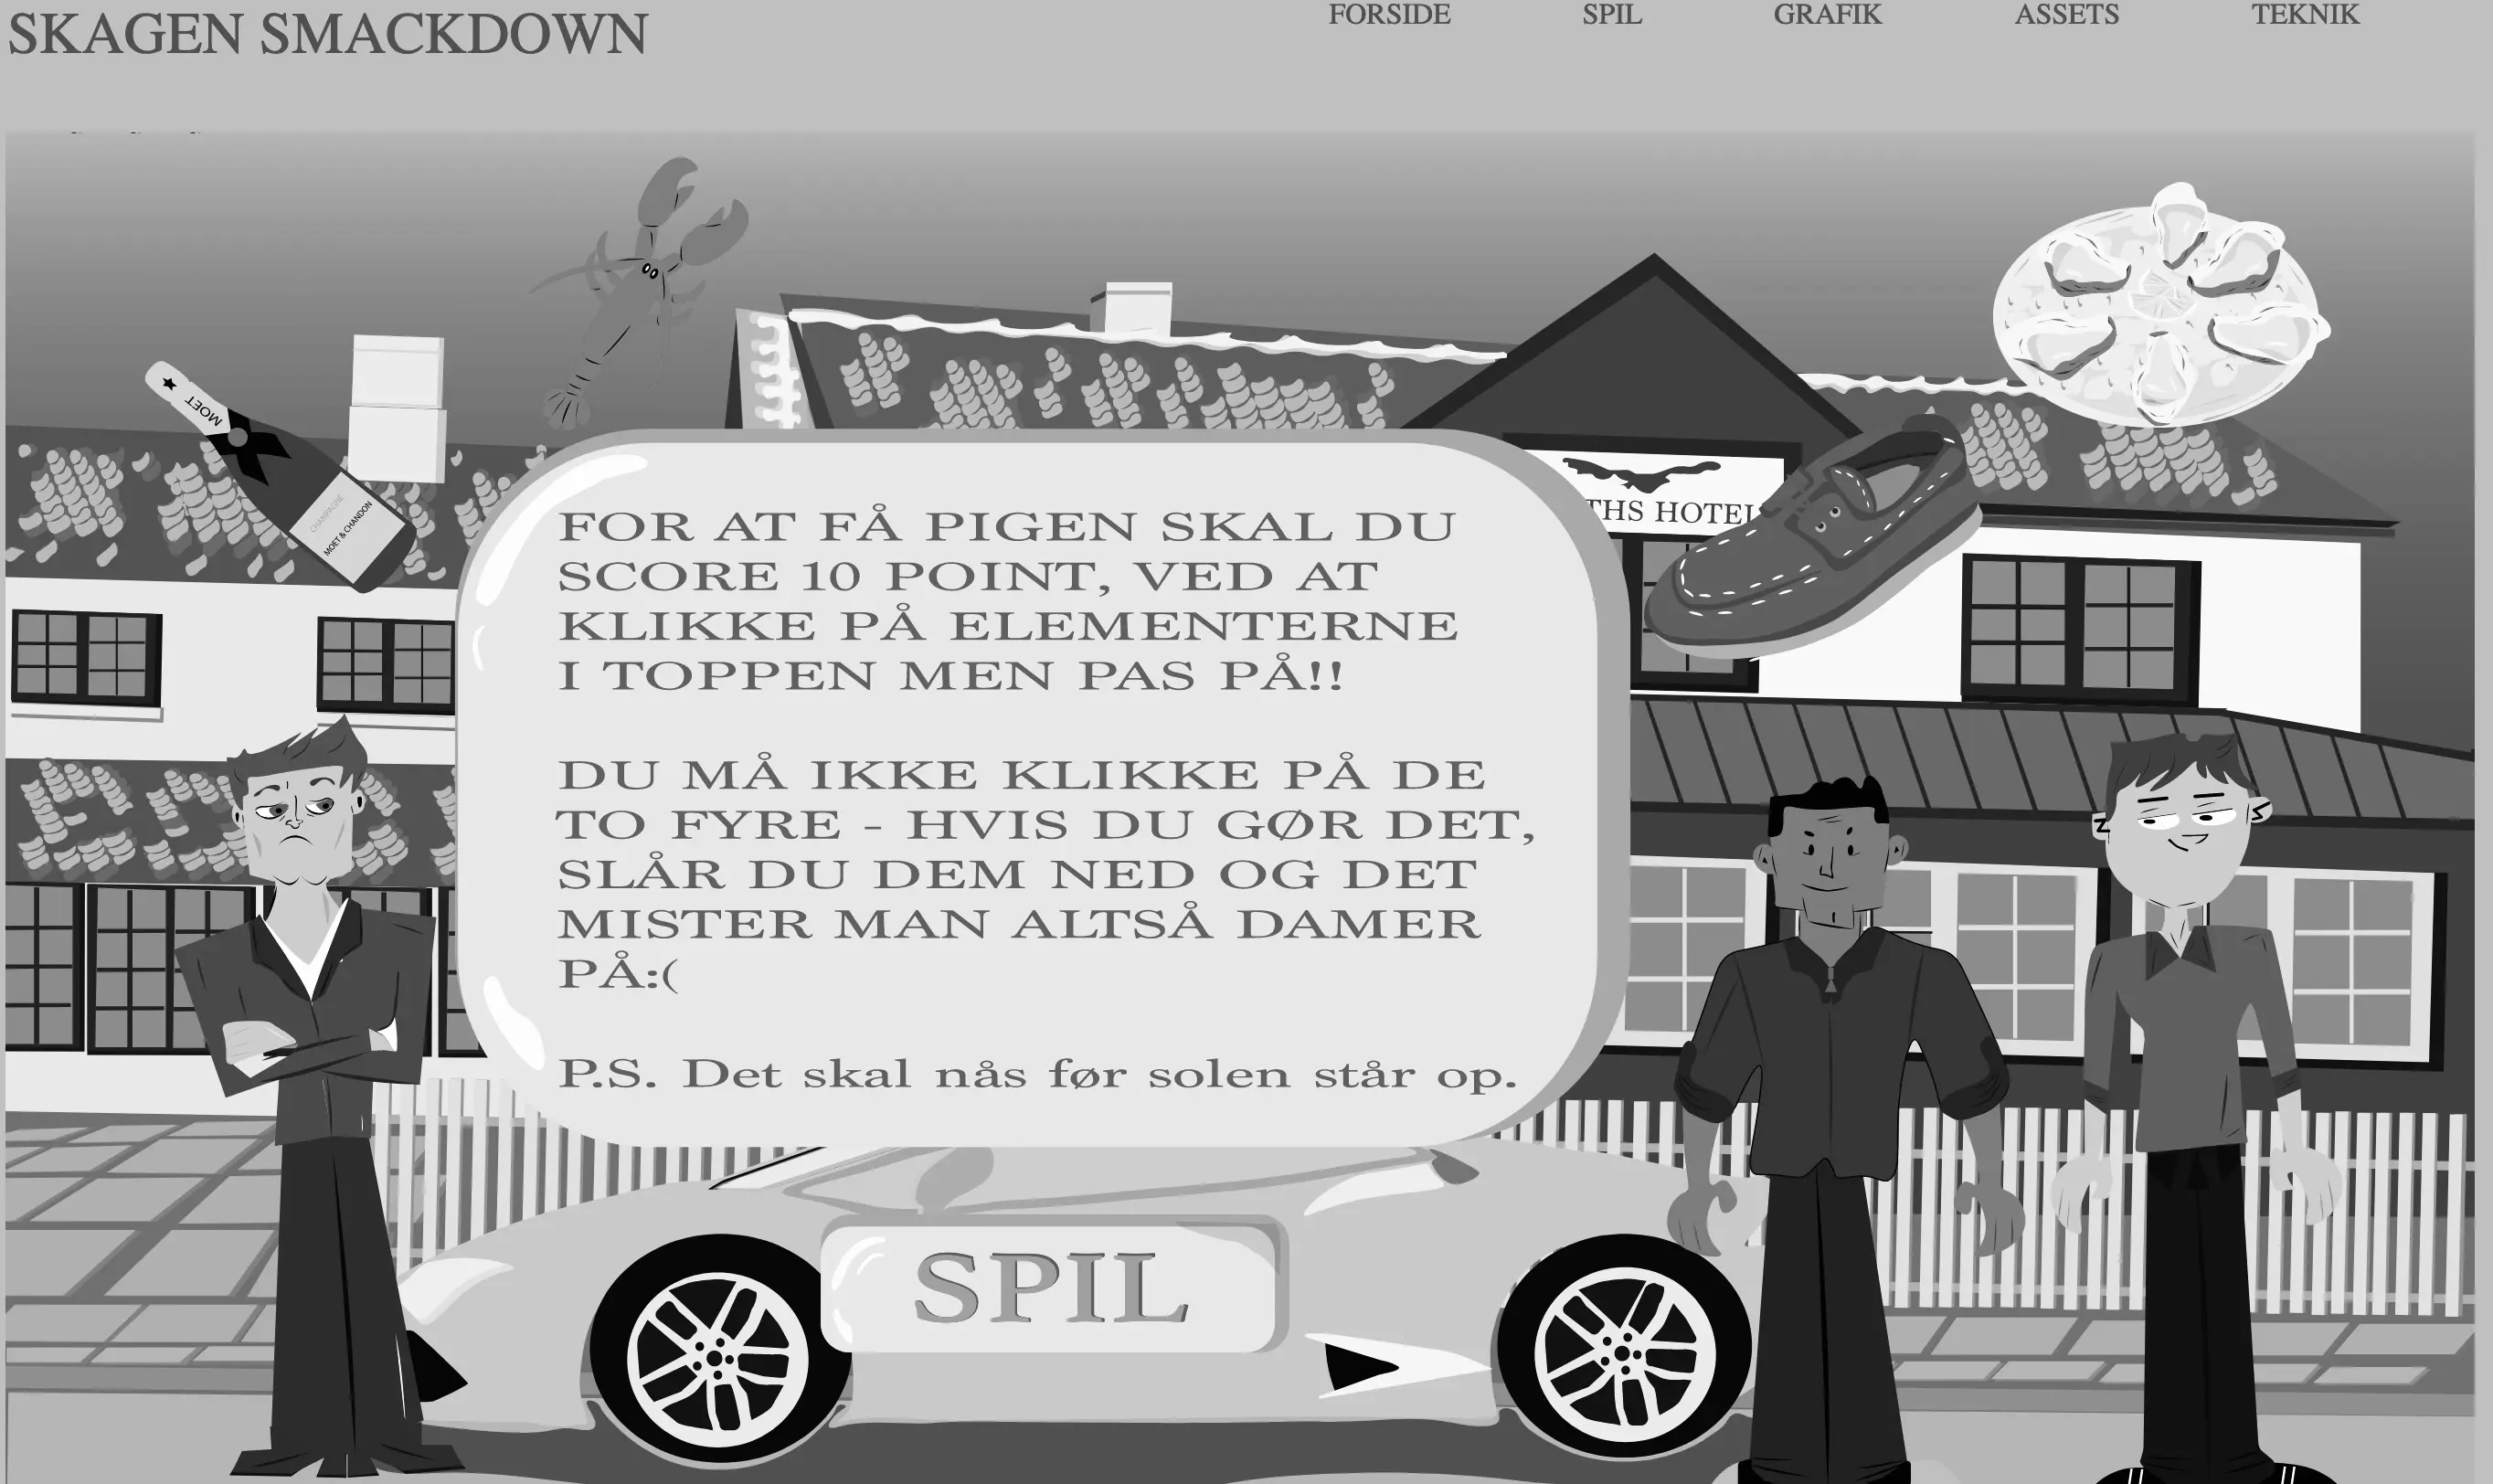 SKAGEN SMACKDOWN
FORSIDE SPIL GRAFIK ASSETS TEKNIK
MOET
CHAMPAGNE
MOET & CHANDON
THS HOTEL
FOR AT FÅ PIGEN SKAL DU
SCORE 10 POINT, VED AT
KLIKKE PÅ ELEMENTERNE
I TOPPEN MEN PAS PÅ!!
DU MÅ IKKE KLIKKE PÅ DE
TO FYRE - HVIS DU GØR DET,
SLÅR DU DEM NED OG DET
MISTER MAN ALTSÅ DAMER
PÅ:(
P.S. Det skal nås før solen står op.
SPIL